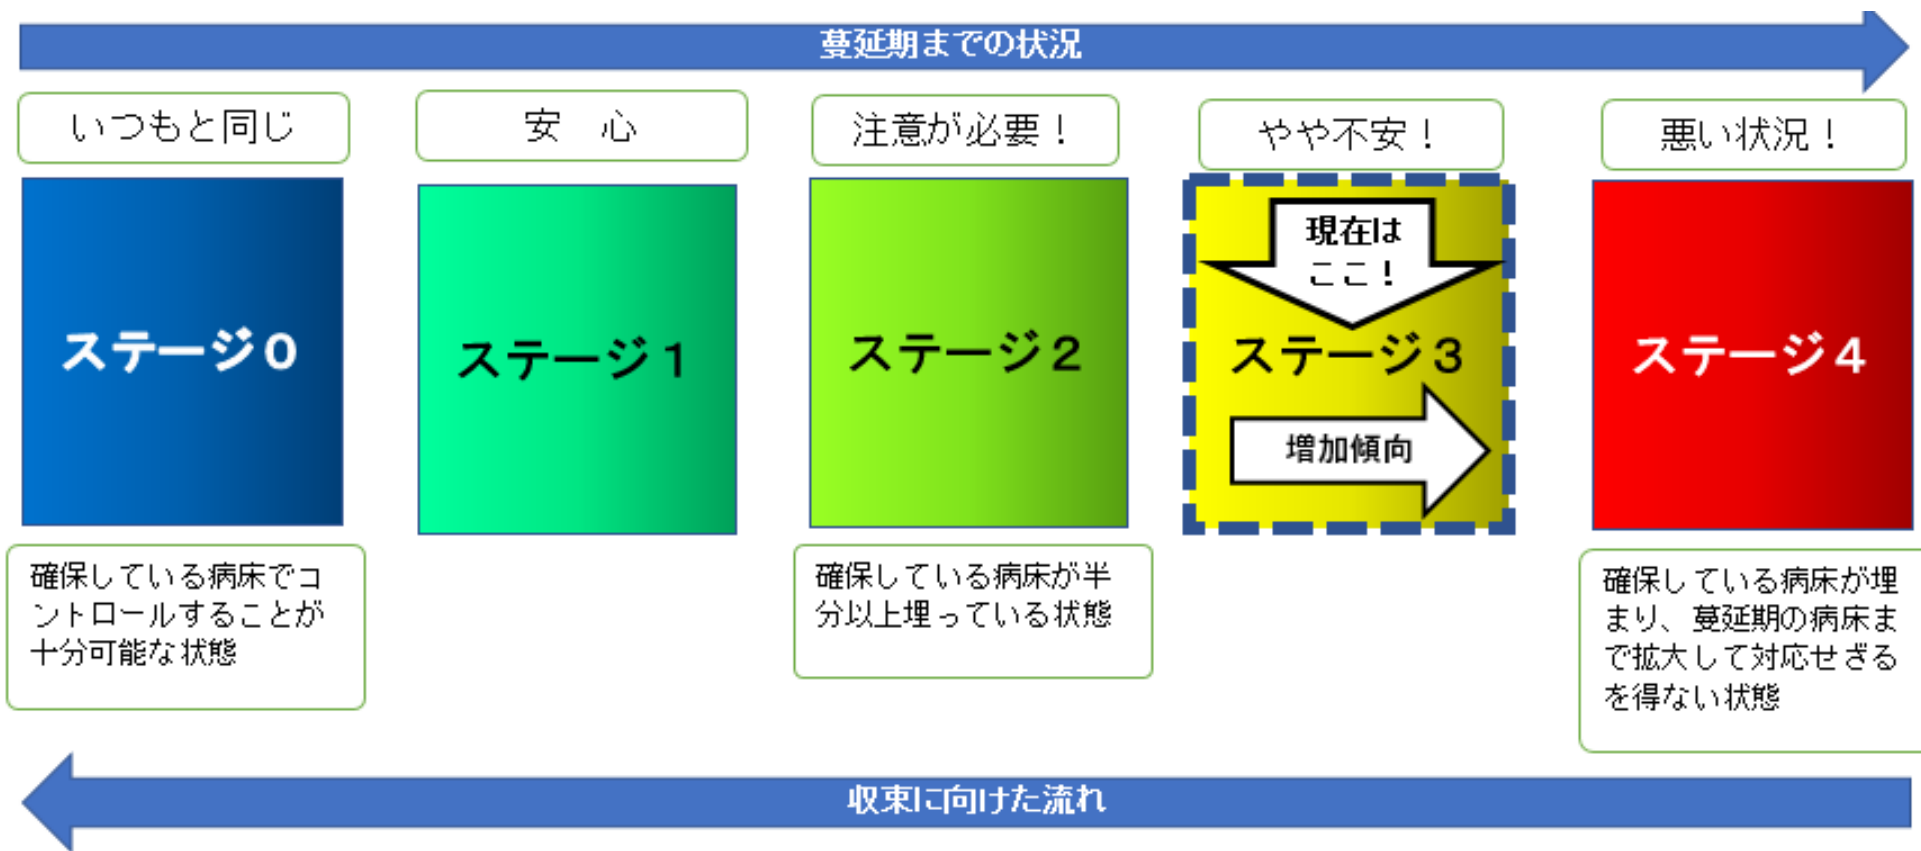 蔓延期までの状況
いつもと同じ
安　心
注意が必要！
やや不安！
悪い状況！
ステージ０
ステージ１
ステージ２
現在は
ここ！
ステージ３
増加傾向
ステージ４
確保している病床でコ
ントロールすることが
十分可能な状態
確保している病床が半
分以上埋っている状態
確保している病床が埋
まり、蔓延期の病床ま
で拡大して対応せざる
を得ない状態
収束に向けた流れ